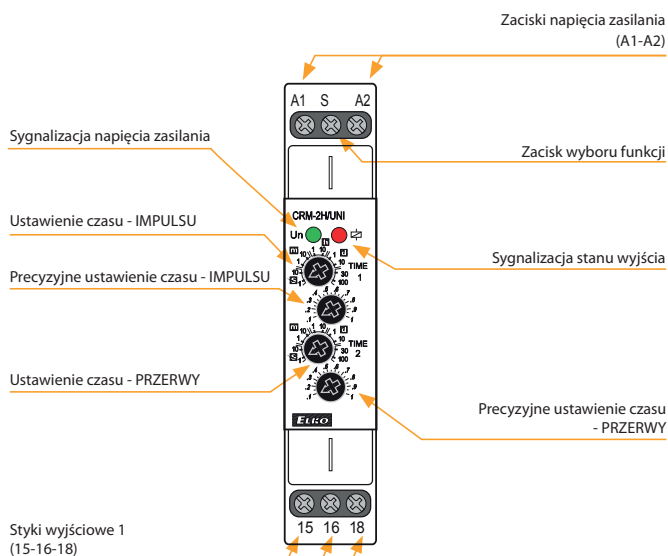 Zaciski napięcia zasilania
(A1-A2)
A1 S A2
Sygnalizacja napięcia zasilania
Zacisk wyboru funkcji
CRM-2H/UNI
Un
Ustawienie czasu - IMPULSU
Sygnalizacja stanu wyjścia
TIME
1
Precyzyjne ustawienie czasu - IMPULSU
TIME
2
Ustawienie czasu - PRZERWY
Precyzyjne ustawienie czasu
- PRZERWY
ELKO
15 16 18
Styki wyjściowe 1
(15-16-18)